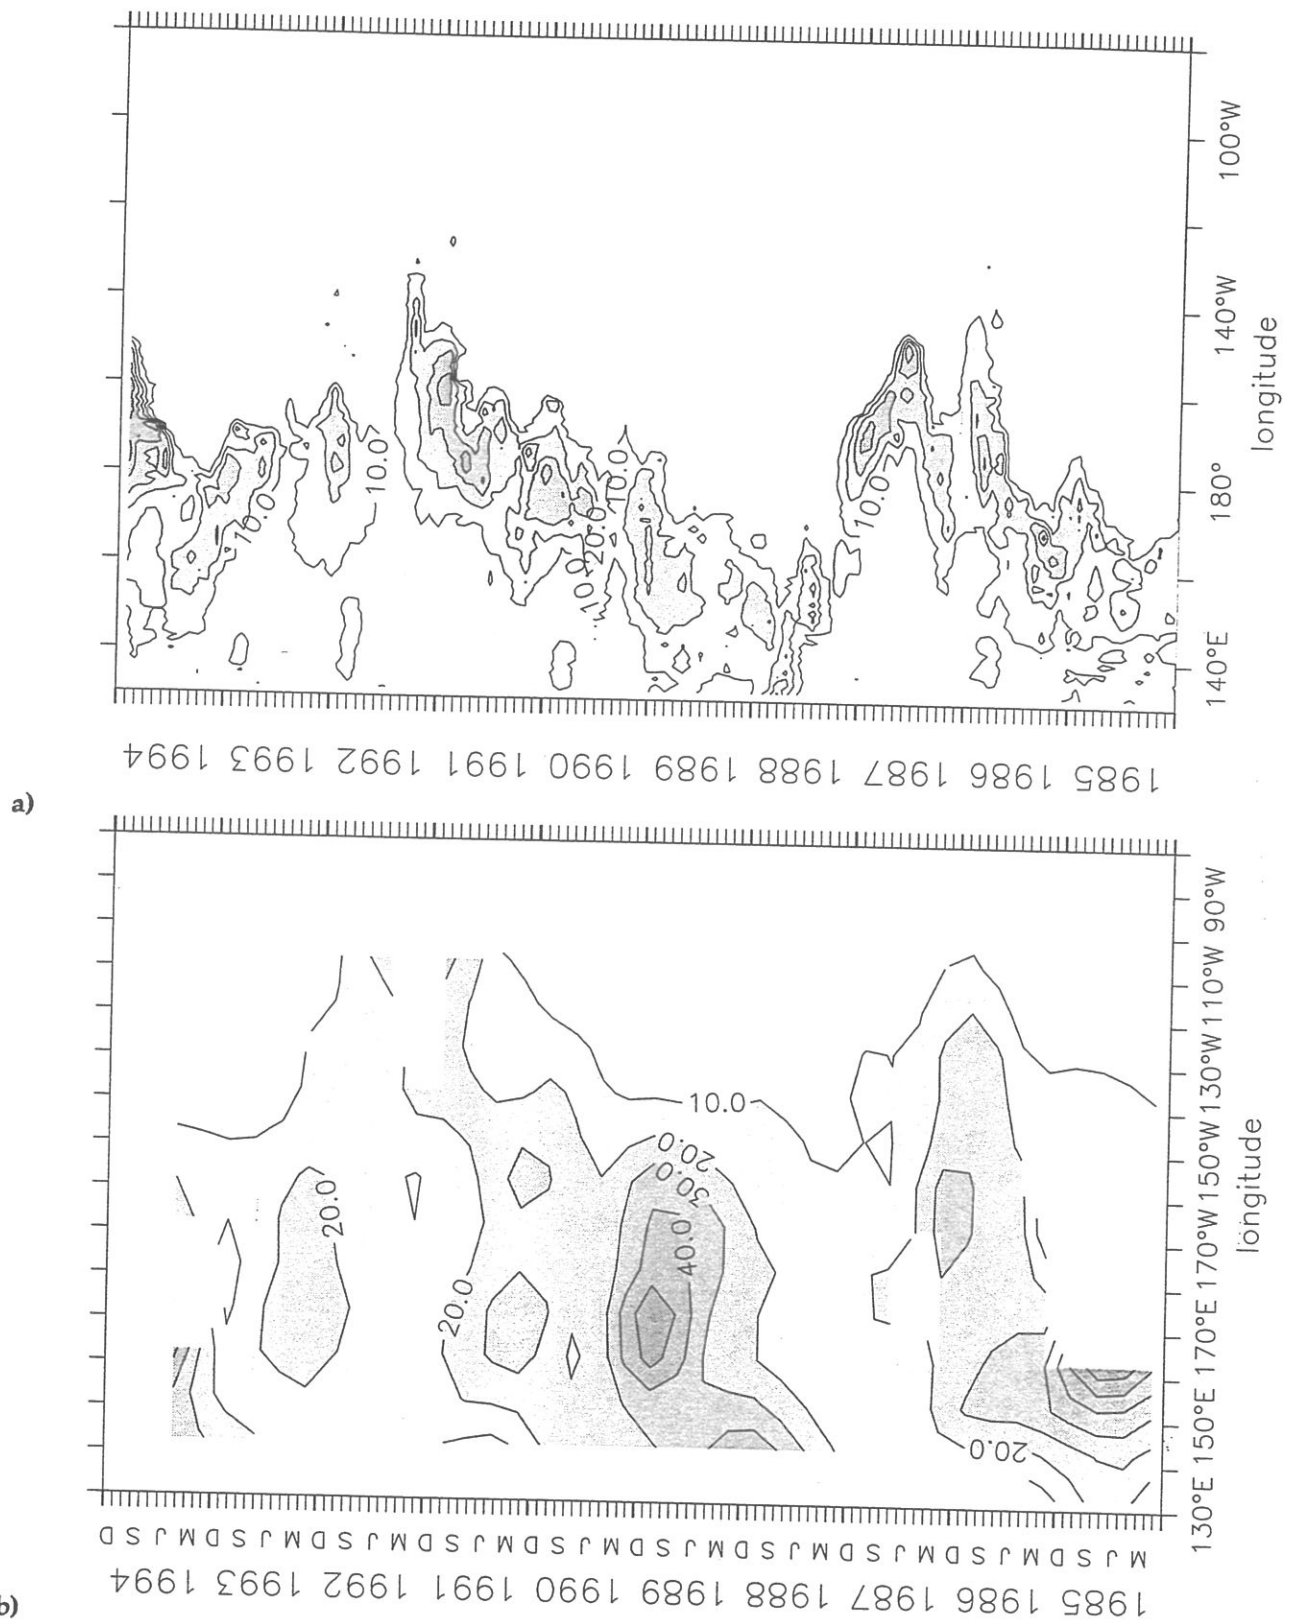 100°W
140°W
180°
140°E
longitude
10.0
10.0
10.0
20.0
10.0
10.0
1985 1986 1987 1988 1989 1990 1991 1992 1993 1994
a)
90°W
110°W
130°W
150°W
170°W
170°E
150°E
130°E
longitude
10.0
20.0
30.0
40.0
20.0
20.0
20.0
M J S D M J S D M J S D M J S D M J S D M J S D M J S D M J S D M J S D M J S D
1985 1986 1987 1988 1989 1990 1991 1992 1993 1994
b)